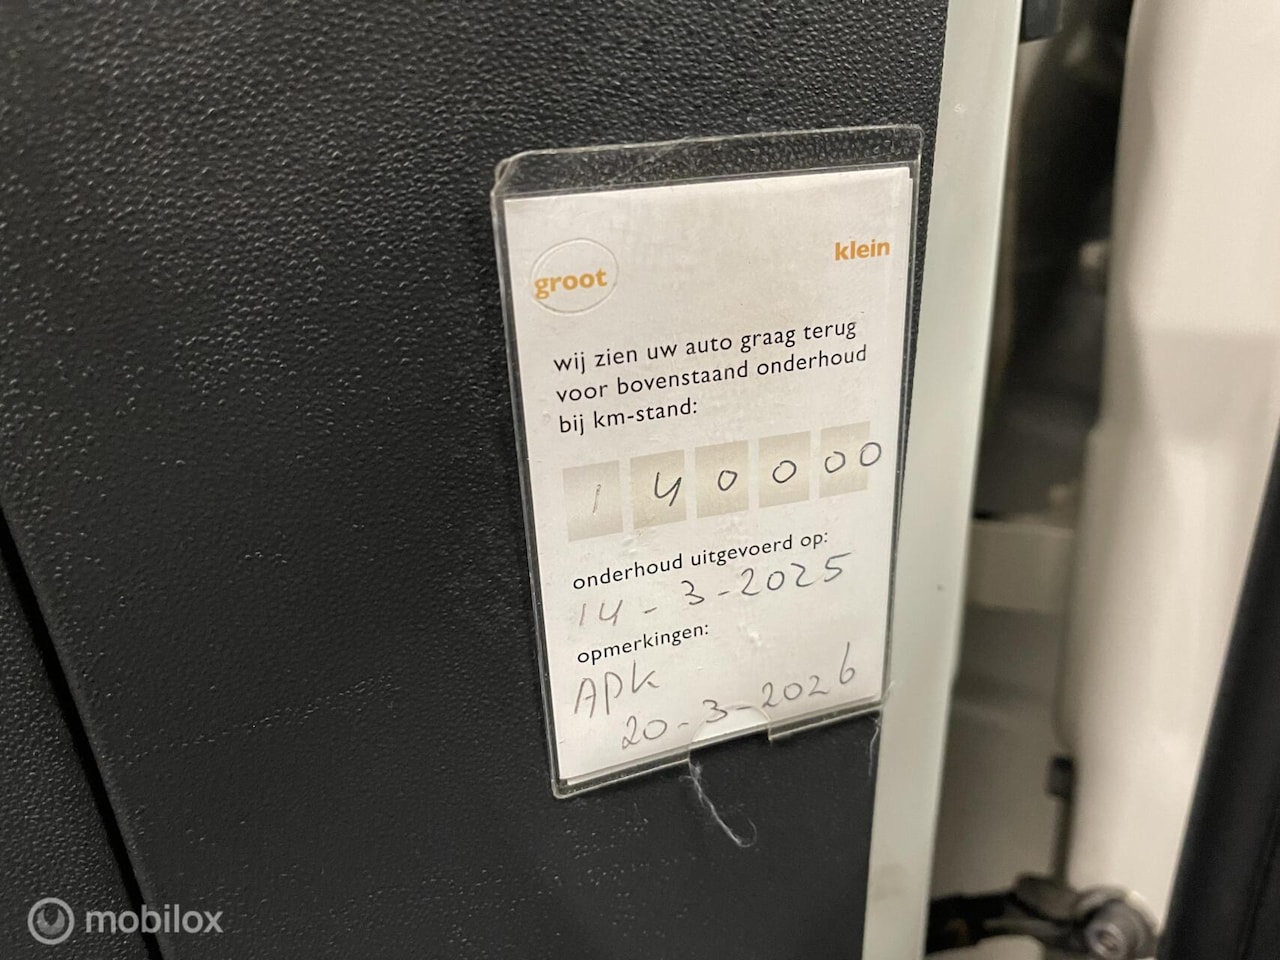 groot klein
wij zien uw auto graag terug
voor bovenstaand onderhoud
bij km-stand:
140000
onderhoud uitgevoerd op:
14-3-2025
opmerkingen:
APK
20-3-2026
mobilox